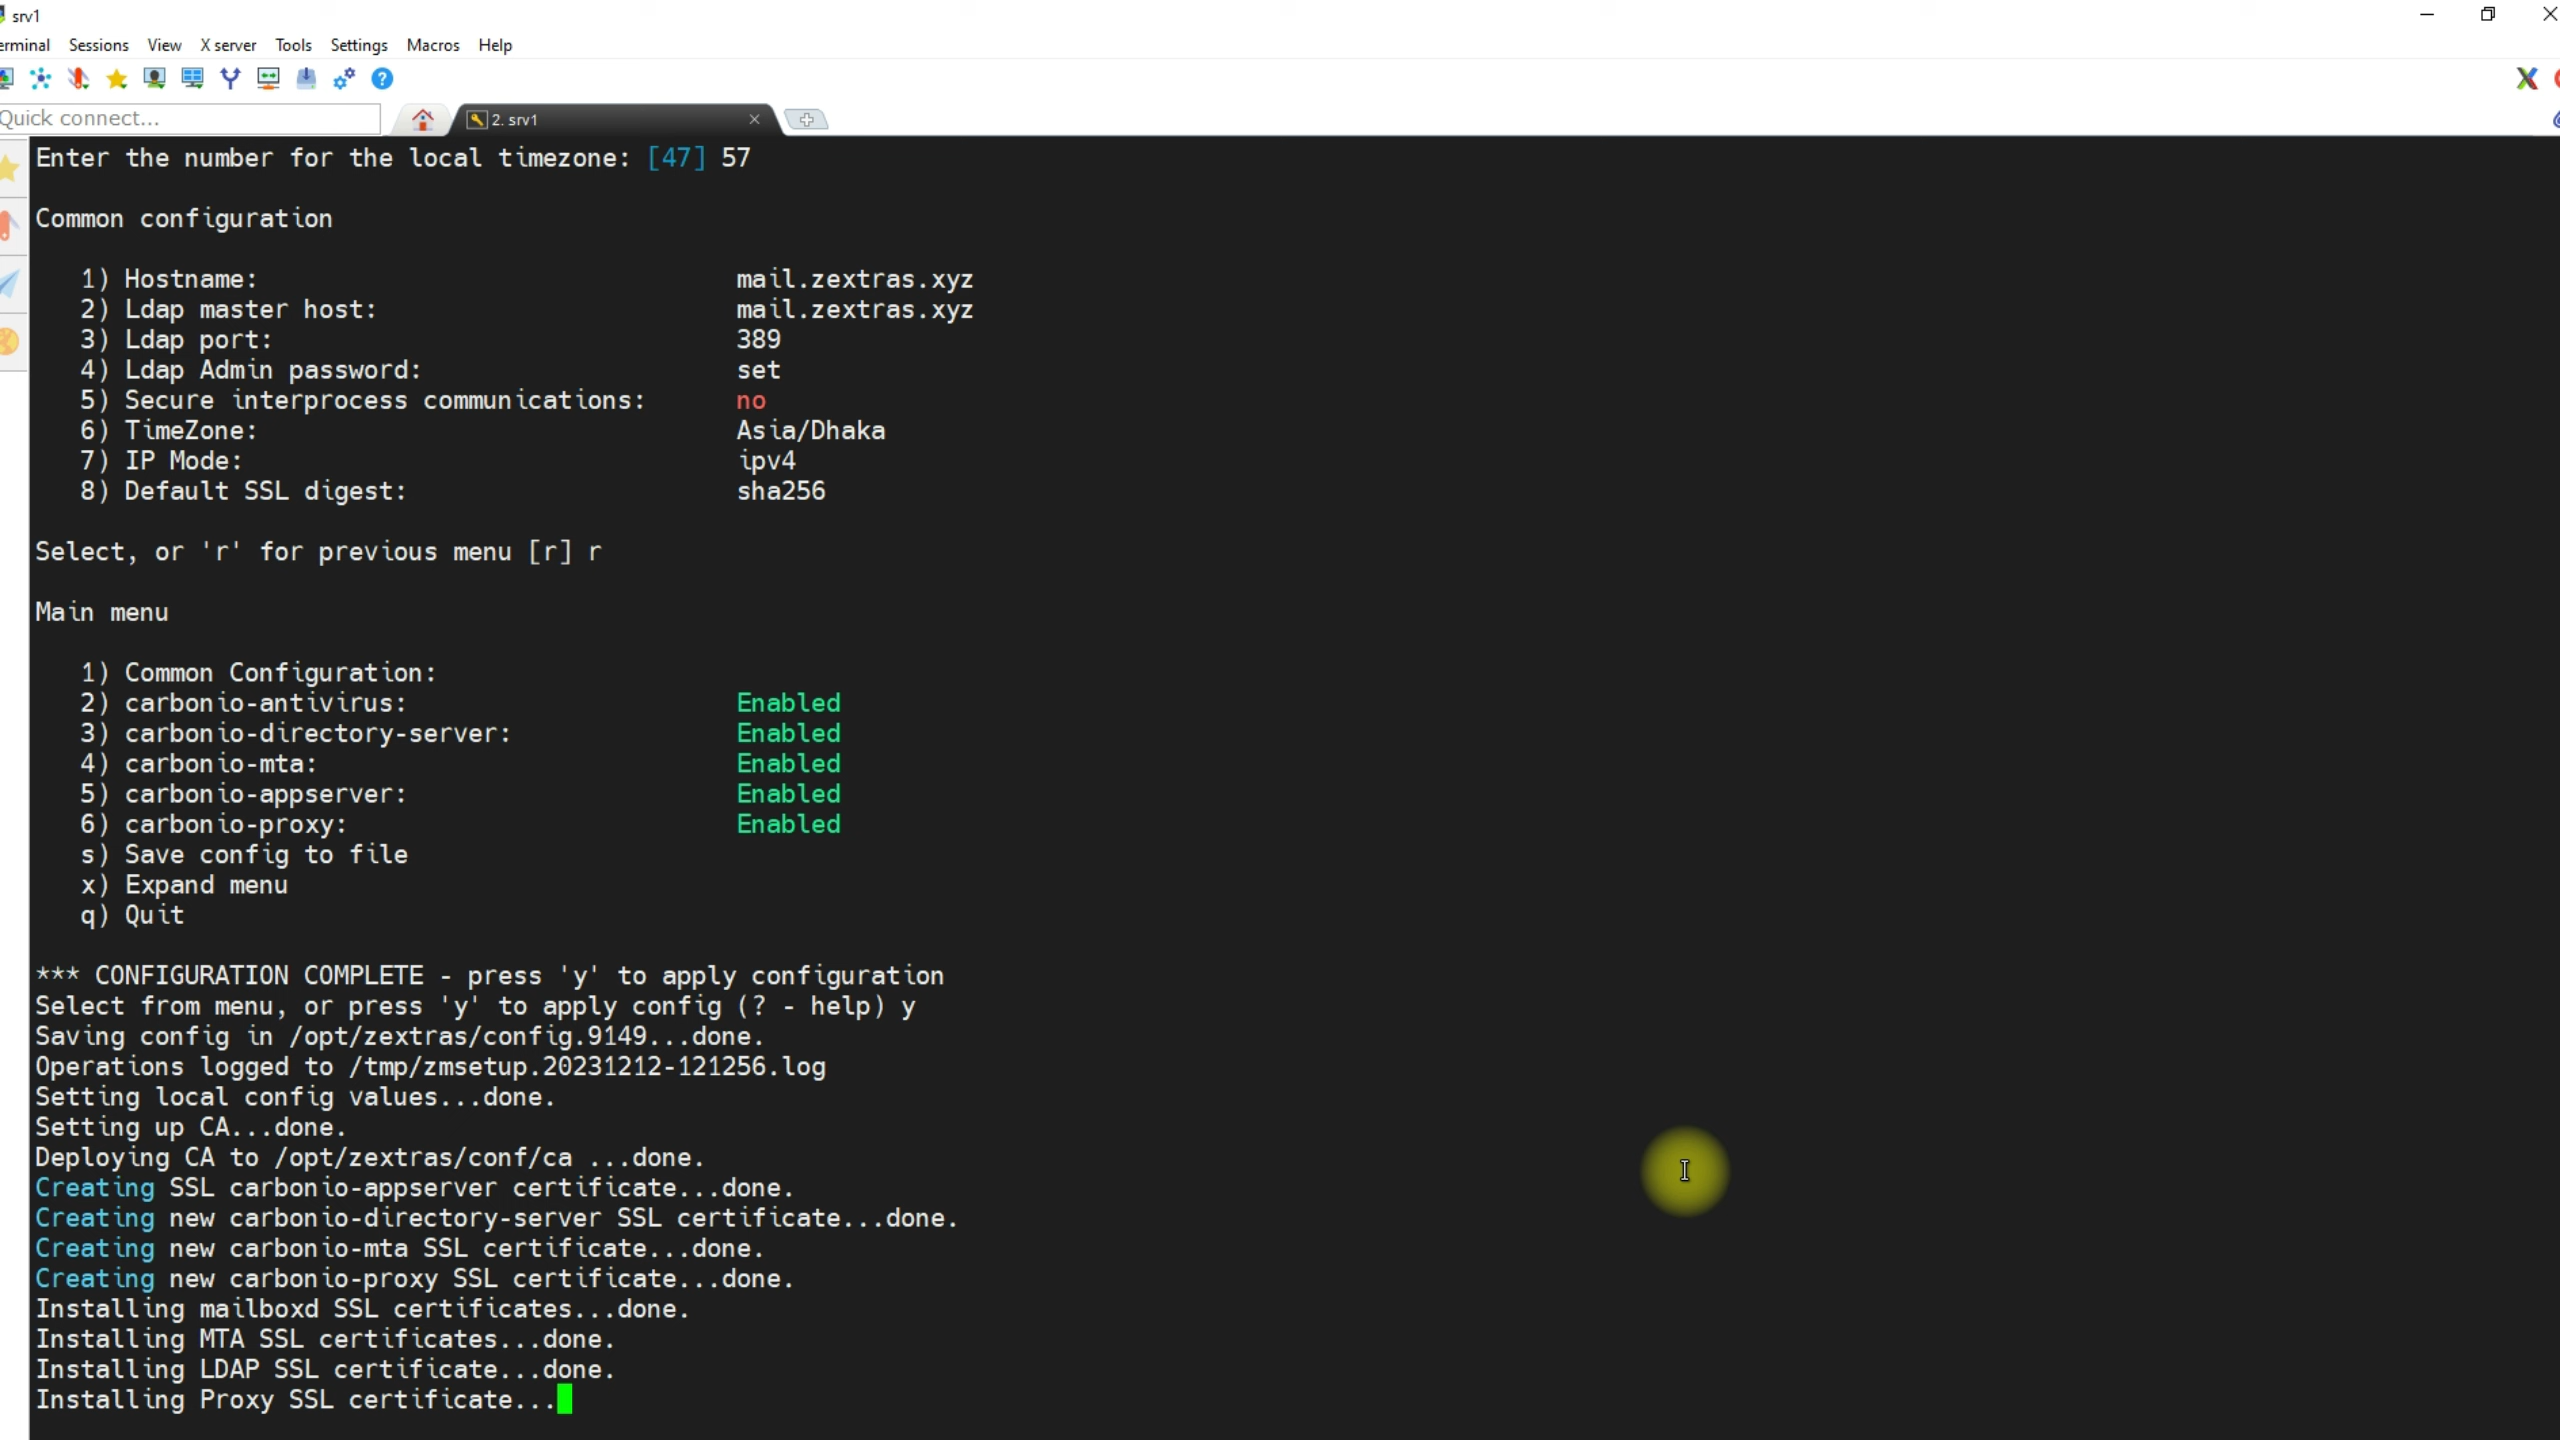 srv1
erminal Sessions View X server Tools Settings Macros Help
Quick connect...
2. srv1
Enter the number for the local timezone: [47] 57
Common configuration
1) Hostname: mail.zextras.xyz
2) Ldap master host: mail.zextras.xyz
3) Ldap port: 389
4) Ldap Admin password: set
5) Secure interprocess communications: no
6) TimeZone: Asia/Dhaka
7) IP Mode: ipv4
8) Default SSL digest: sha256
Select, or 'r' for previous menu [r] r
Main menu
1) Common Configuration:
2) carbonio-antivirus: Enabled
3) carbonio-directory-server: Enabled
4) carbonio-mta: Enabled
5) carbonio-appserver: Enabled
6) carbonio-proxy: Enabled
s) Save config to file
x) Expand menu
q) Quit
*** CONFIGURATION COMPLETE - press 'y' to apply configuration
Select from menu, or press 'y' to apply config (? - help) y
Saving config in /opt/zextras/config.9149...done.
Operations logged to /tmp/zmsetup.20231212-121256.log
Setting local config values...done.
Setting up CA...done.
Deploying CA to /opt/zextras/conf/ca ...done.
Creating SSL carbonio-appserver certificate...done.
Creating new carbonio-directory-server SSL certificate...done.
Creating new carbonio-mta SSL certificate...done.
Creating new carbonio-proxy SSL certificate...done.
Installing mailboxd SSL certificates...done.
Installing MTA SSL certificates...done.
Installing LDAP SSL certificate...done.
Installing Proxy SSL certificate...